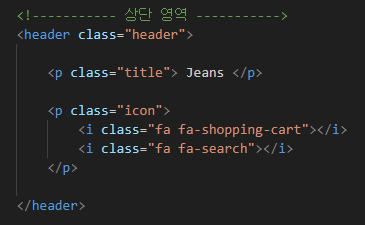 <!----------- 상단 영역 ----------->
<header class="header">
<p class="title"> Jeans </p>
<p class="icon">
<i class="fa fa-shopping-cart"></i>
<i class="fa fa-search"></i>
</p>
</header>